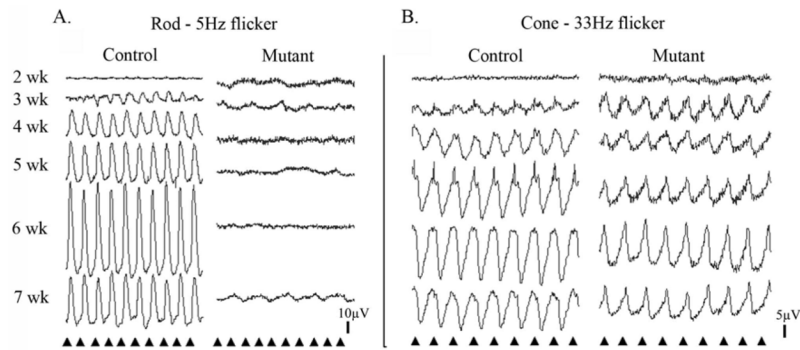 A. Rod - 5Hz flicker
Control Mutant
2 wk
3 wk
4 wk
5 wk
6 wk
7 wk
10µV
B. Cone - 33Hz flicker
Control Mutant
5µV